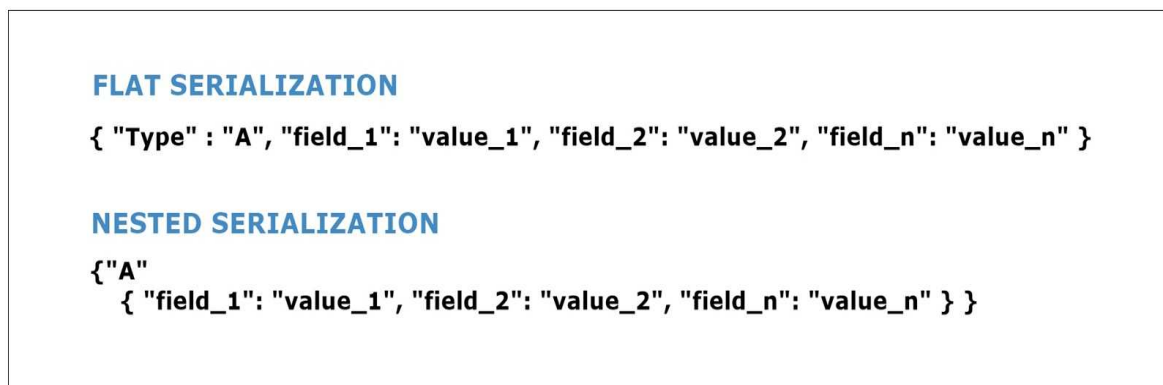 FLAT SERIALIZATION
{ "Type" : "A", "field_1": "value_1", "field_2": "value_2", "field_n": "value_n" }
NESTED SERIALIZATION
{"A"
{ "field_1": "value_1", "field_2": "value_2", "field_n": "value_n" } }